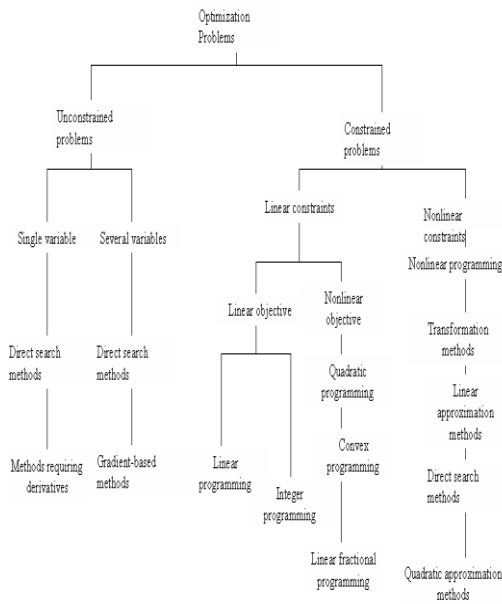 Optimization
Problems
Unconstrained
problems
Constrained
problems
Linear constraints
Nonlinear
constraints
Single variable
Several variables
Nonlinear programming
Linear objective
Nonlinear
objective
Direct search
methods
Direct search
methods
Transformation
methods
Quadratic
programming
Linear
approximation
methods
Methods requiring
derivatives
Gradient-based
methods
Linear
programming
Integer
programming
Convex
programming
Direct search
methods
Linear fractional
programming
Quadratic approximation
methods